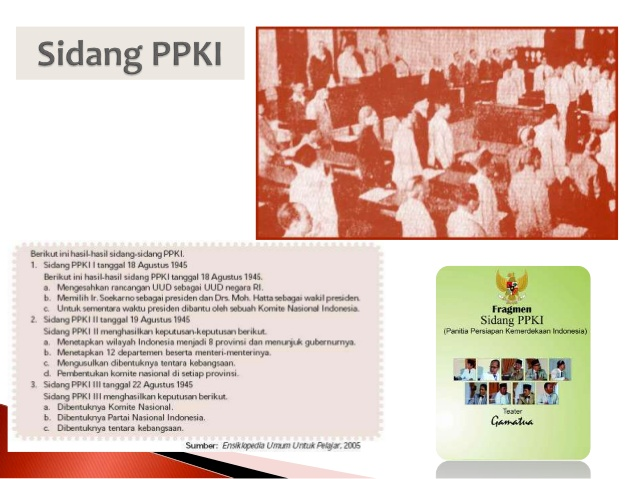 Sidang PPKI
Berikut ini hasil-hasil sidang-sidang PPKI.
1. Sidang PPKI I tanggal 18 Agustus 1945
Berikut ini hasil-hasil sidang PPKI tanggal 18 Agustus 1945.
a. Mengesahkan rancangan UUD sebagai UUD negara RI.
b. Memilih Ir. Soekarno sebagai presiden dan Drs. Moh. Hatta sebagai wakil presiden.
c. Untuk sementara waktu presiden dibantu oleh sebuah Komite Nasional Indonesia.
2. Sidang PPKI II tanggal 19 Agustus 1945
Sidang PPKI II menghasilkan keputusan-keputusan berikut.
a. Menetapkan wilayah Indonesia menjadi 8 provinsi dan menunjuk gubernurnya.
b. Menetapkan 12 departemen beserta menteri-menterinya.
c. Mengusulkan dibentuknya tentara kebangsaan.
d. Pembentukan komite nasional di setiap provinsi.
3. Sidang PPKI III tanggal 22 Agustus 1945
Sidang PPKI III menghasilkan keputusan berikut.
a. Dibentuknya Komite Nasional.
b. Dibentuknya Partai Nasional Indonesia.
c. Dibentuknya tentara kebangsaan.
Sumber: Ensiklopedia Umum Untuk Pelajar, 2005
Fragmen
Sidang PPKI
(Panitia Persiapan Kemerdekaan Indonesia)
Teater
Gamatua